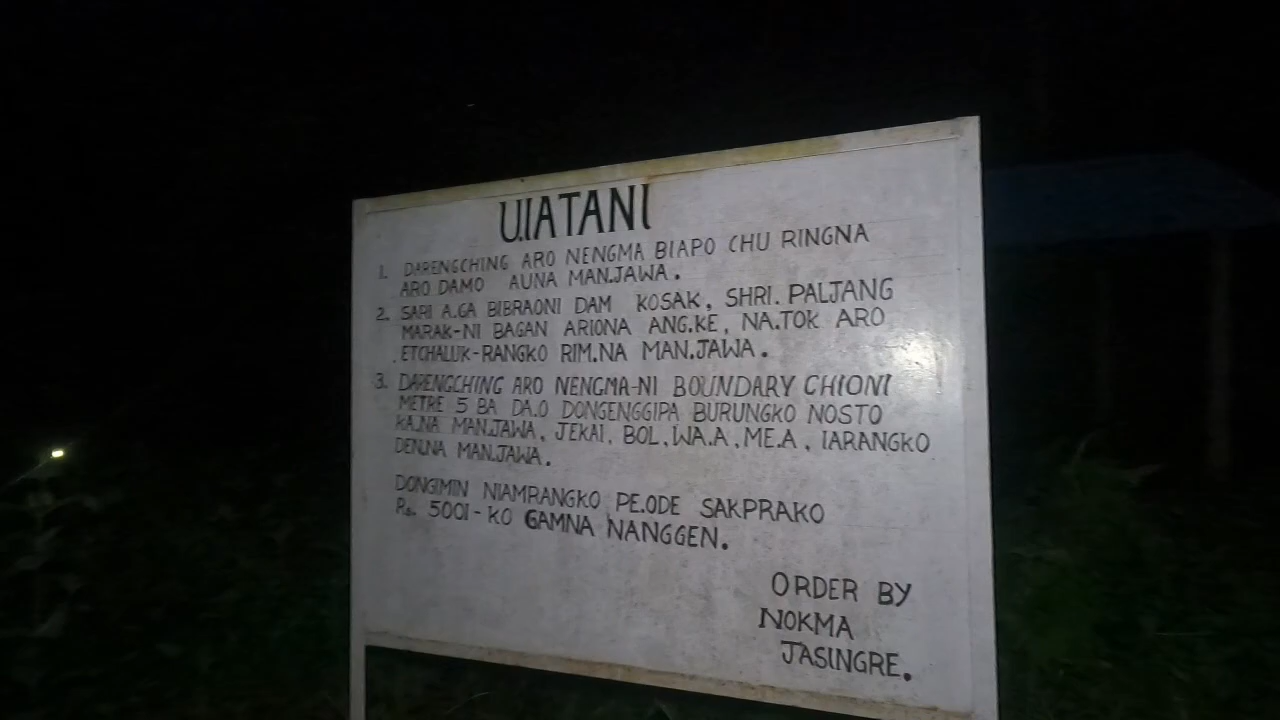 U.IATANI
1. DARENGCHING ARO NENGMA BIAPO CHU RINGNA
ARO DAMO AUNA MAN.JAWA.
2. SARI A.GA BIBRAONI DAM KOSAK, SHRI. PALJANG
MARAK-NI BAGAN ARIONA ANG.KE, NA.TOK ARO
ETCHALUK-RANGKO RIM.NA MAN.JAWA.
3. DARENGCHING ARO NENGMA-NI BOUNDARY CHIONI
METRE 5 BA DA.O DONGENGGIPA BURUNGKO NOSTO
KA.NA MAN.JAWA, JEKAI, BOL, WA.A, ME.A, IARANGKO
DEN.NA MAN.JAWA.
DONGIMIN NIAMRANGKO PE.ODE SAKPRAKO
Rs. 5001-KO GAMNA NANGGEN.
ORDER BY
NOKMA
JASINGRE.